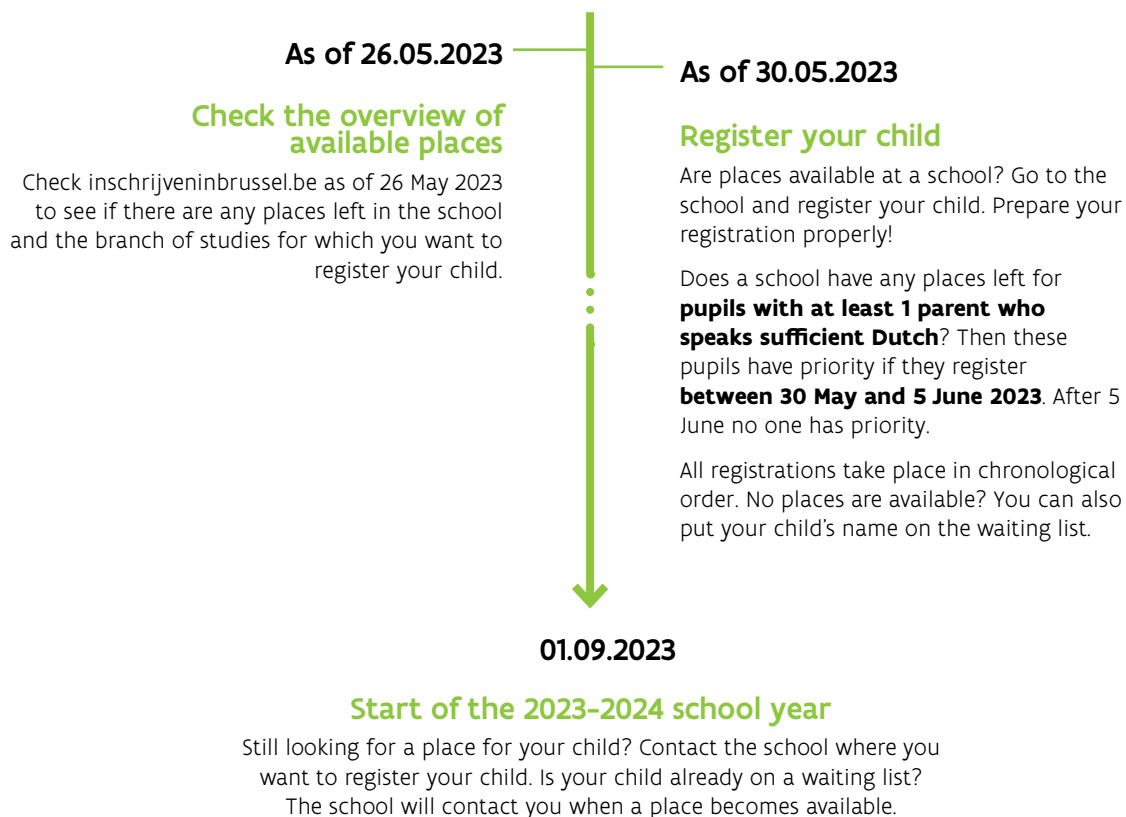 As of 26.05.2023
Check the overview of
available places
Check inschrijveninbrussel.be as of 26 May 2023
to see if there are any places left in the school
and the branch of studies for which you want to
register your child.
As of 30.05.2023
Register your child
Are places available at a school? Go to the
school and register your child. Prepare your
registration properly!
Does a school have any places left for
pupils with at least 1 parent who
speaks sufficient Dutch? Then these
pupils have priority if they register
between 30 May and 5 June 2023. After 5
June no one has priority.
All registrations take place in chronological
order. No places are available? You can also
put your child's name on the waiting list.
01.09.2023
Start of the 2023-2024 school year
Still looking for a place for your child? Contact the school where you
want to register your child. Is your child already on a waiting list?
The school will contact you when a place becomes available.